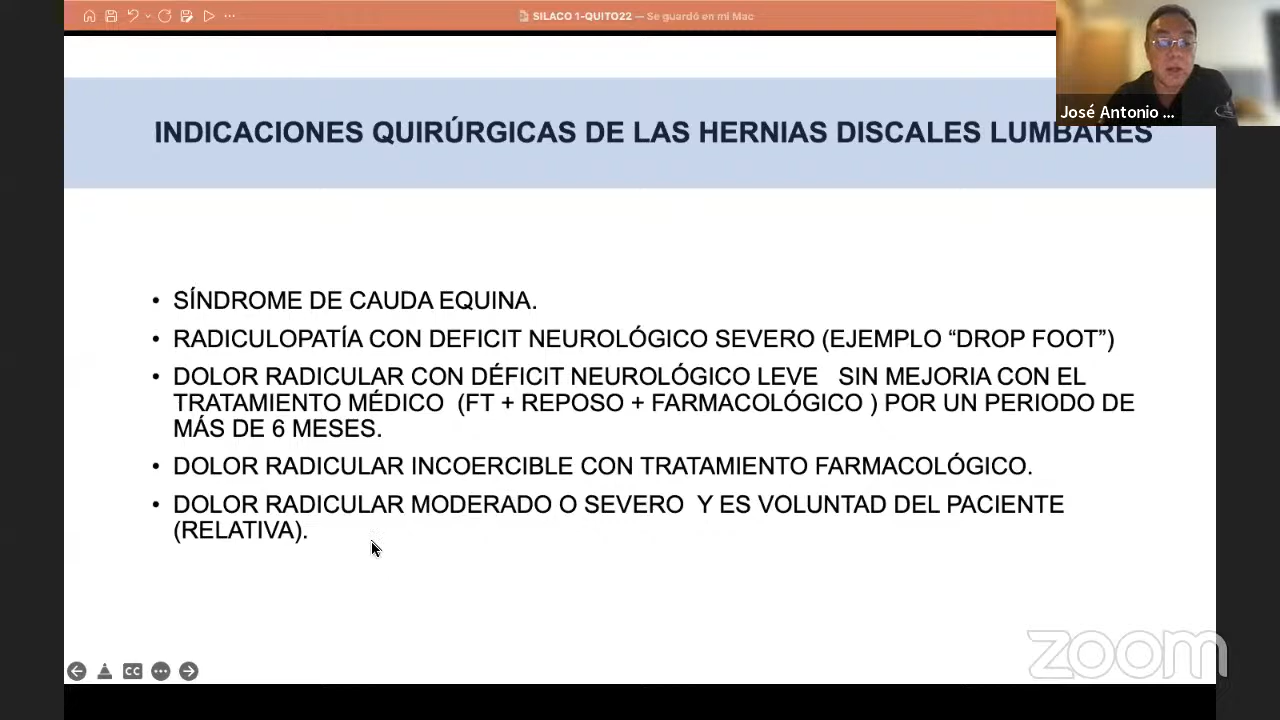 SILACO 1-QUITO22 — Se guardó en mi Mac
José Antonio ...
INDICACIONES QUIRÚRGICAS DE LAS HERNIAS DISCALES LUMBARES
• SÍNDROME DE CAUDA EQUINA.
• RADICULOPATÍA CON DEFICIT NEUROLÓGICO SEVERO (EJEMPLO “DROP FOOT”)
• DOLOR RADICULAR CON DÉFICIT NEUROLÓGICO LEVE   SIN MEJORIA CON EL
TRATAMIENTO MÉDICO  (FT + REPOSO + FARMACOLÓGICO ) POR UN PERIODO DE
MÁS DE 6 MESES.
• DOLOR RADICULAR INCOERCIBLE CON TRATAMIENTO FARMACOLÓGICO.
• DOLOR RADICULAR MODERADO O SEVERO  Y ES VOLUNTAD DEL PACIENTE
(RELATIVA).
CC
zoom